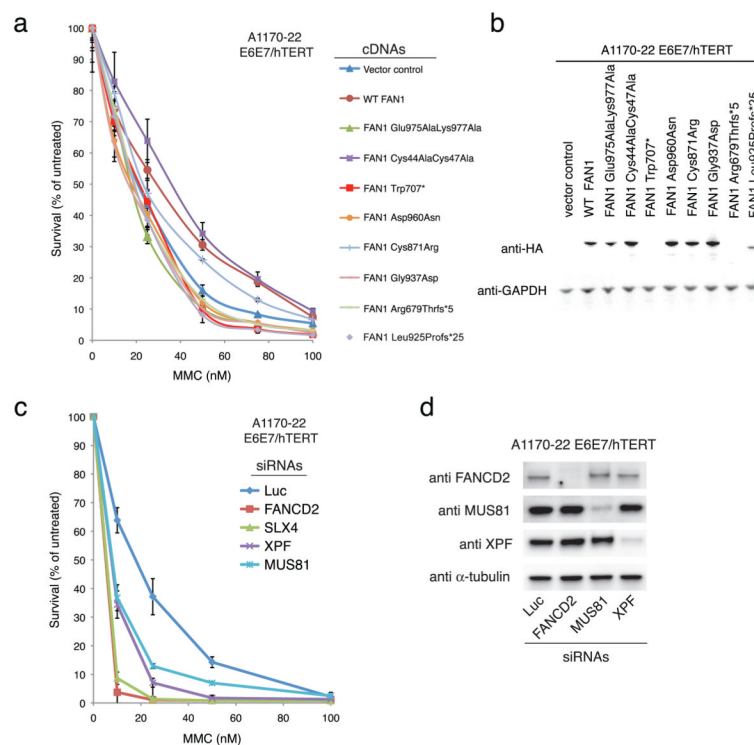 a
A1170-22
E6E7/hTERT
cDNAs
Vector control
WT FAN1
FAN1 Glu975AlaLys977Ala
FAN1 Cys44AlaCys47Ala
FAN1 Trp707*
FAN1 Asp960Asn
FAN1 Cys871Arg
FAN1 Gly937Asp
FAN1 Arg679Thrfs*5
FAN1 Leu925Profs*25
Survival (% of untreated)
100
90
80
70
60
50
40
30
20
10
0
0 20 40 60 80 100
MMC (nM)
b
A1170-22 E6E7/hTERT
vector control
WT FAN1
FAN1 Glu975AlaLys977Ala
FAN1 Cys44AlaCys47Ala
FAN1 Trp707*
FAN1 Asp960Asn
FAN1 Cys871Arg
FAN1 Gly937Asp
FAN1 Arg679Thrfs*5
FAN1 Leu925Profs*25
anti-HA
anti-GAPDH
c
A1170-22
E6E7/hTERT
siRNAs
Luc
FANCD2
SLX4
XPF
MUS81
Survival (% of untreated)
100
90
80
70
60
50
40
30
20
10
0
0 20 40 60 80 100
MMC (nM)
d
A1170-22 E6E7/hTERT
anti FANCD2
anti MUS81
anti XPF
anti α-tubulin
Luc
FANCD2
MUS81
XPF
siRNAs